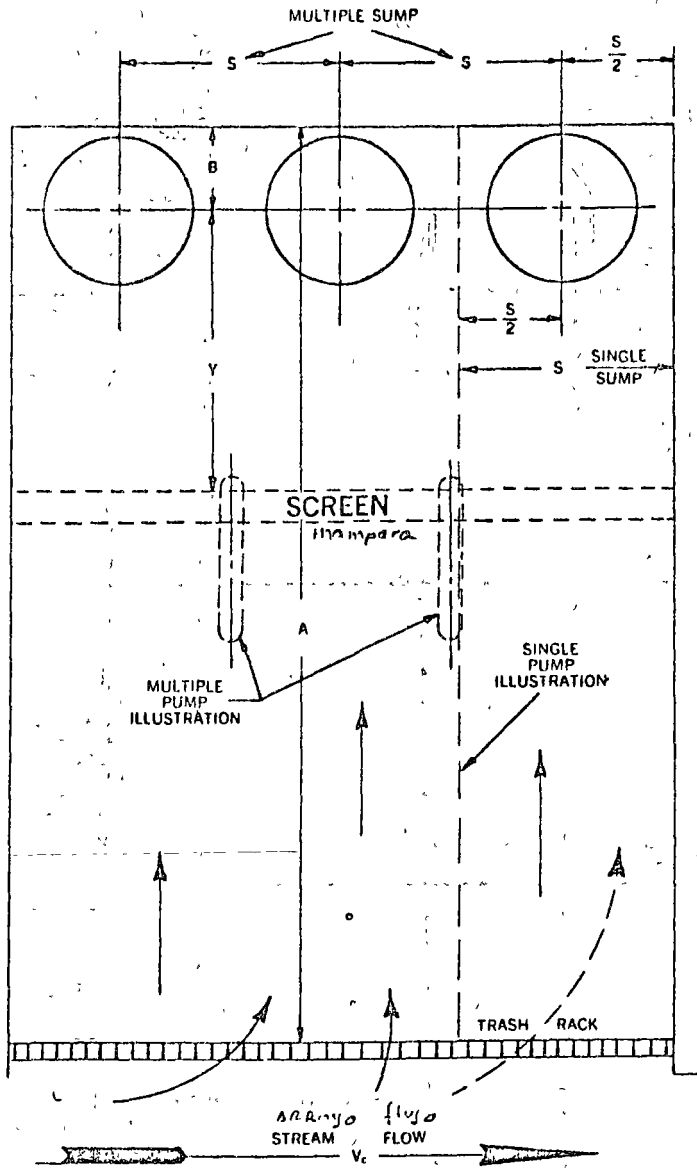 MULTIPLE SUMP
S
S
S
2
B
S
2
Y
S
SINGLE
SUMP
SCREEN
mampara
A
MULTIPLE
PUMP
ILLUSTRATION
SINGLE
PUMP
ILLUSTRATION
TRASH RACK
flujo
STREAM FLOW
Vc